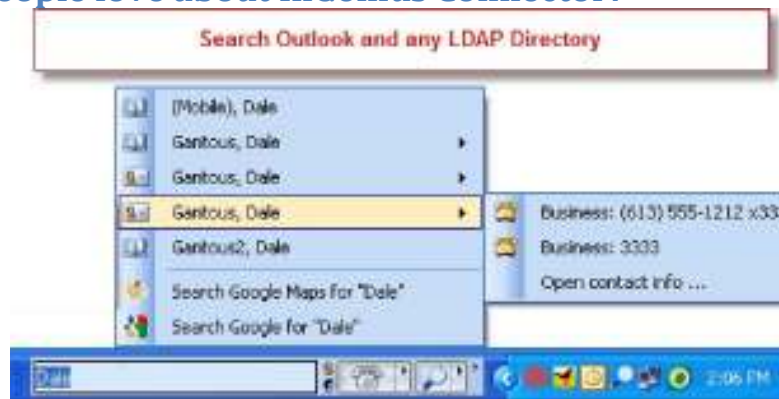 Search Outlook and any LDAP Directory
(Mobile), Dale
Gantous, Dale
Gantous, Dale
Gantous, Dale
Business: (613) 555-1212 x33
Gantous2, Dale
Business: 3333
Open contact info ...
Search Google Maps for "Dale"
Search Google for "Dale"
Dale
2:06 PM